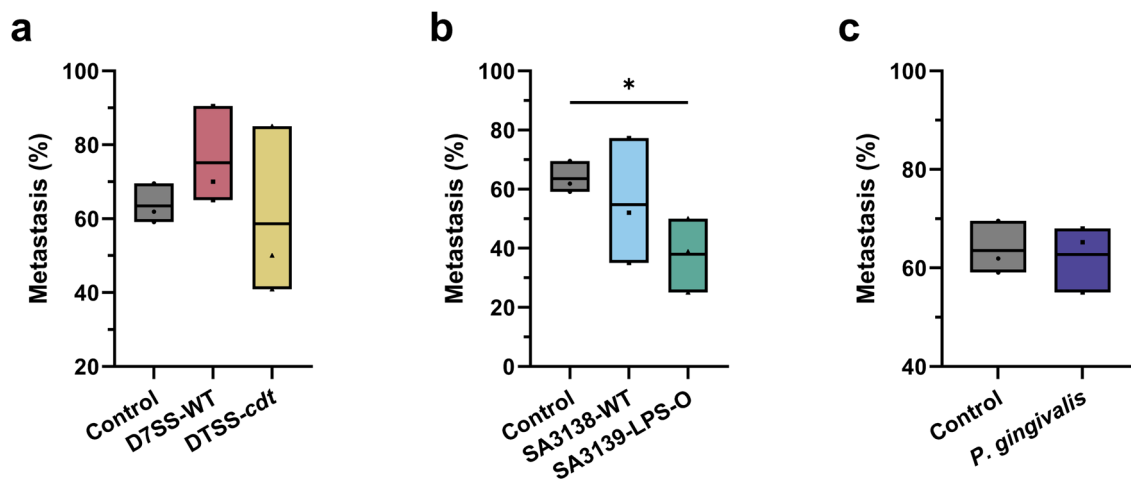 a
Metastasis (%)
100
80
60
40
20
Control
D7SS-WT
DTSS-cdt
b
Metastasis (%)
100
80
60
40
20
0
*
Control
SA3138-WT
SA3139-LPS-O
c
Metastasis (%)
100
80
60
40
Control
P. gingivalis